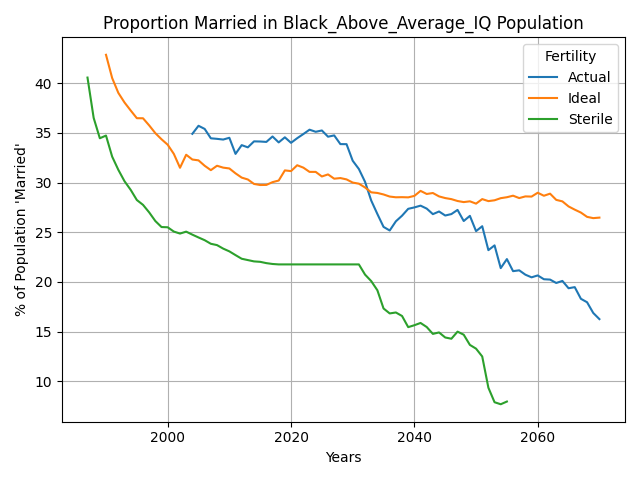 Proportion Married in Black_Above_Average_IQ Population
% of Population 'Married'
40
35
30
25
20
15
10
Fertility
Actual
Ideal
Sterile
2000
2020
2040
2060
Years